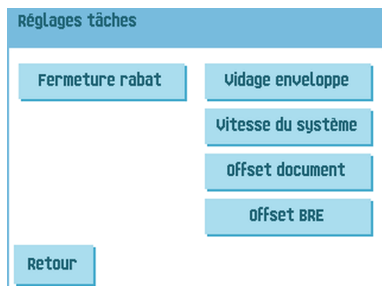 Réglages tâches
Fermeture rabat
Vidage enveloppe
Vitesse du système
Offset document
Offset BRE
Retour